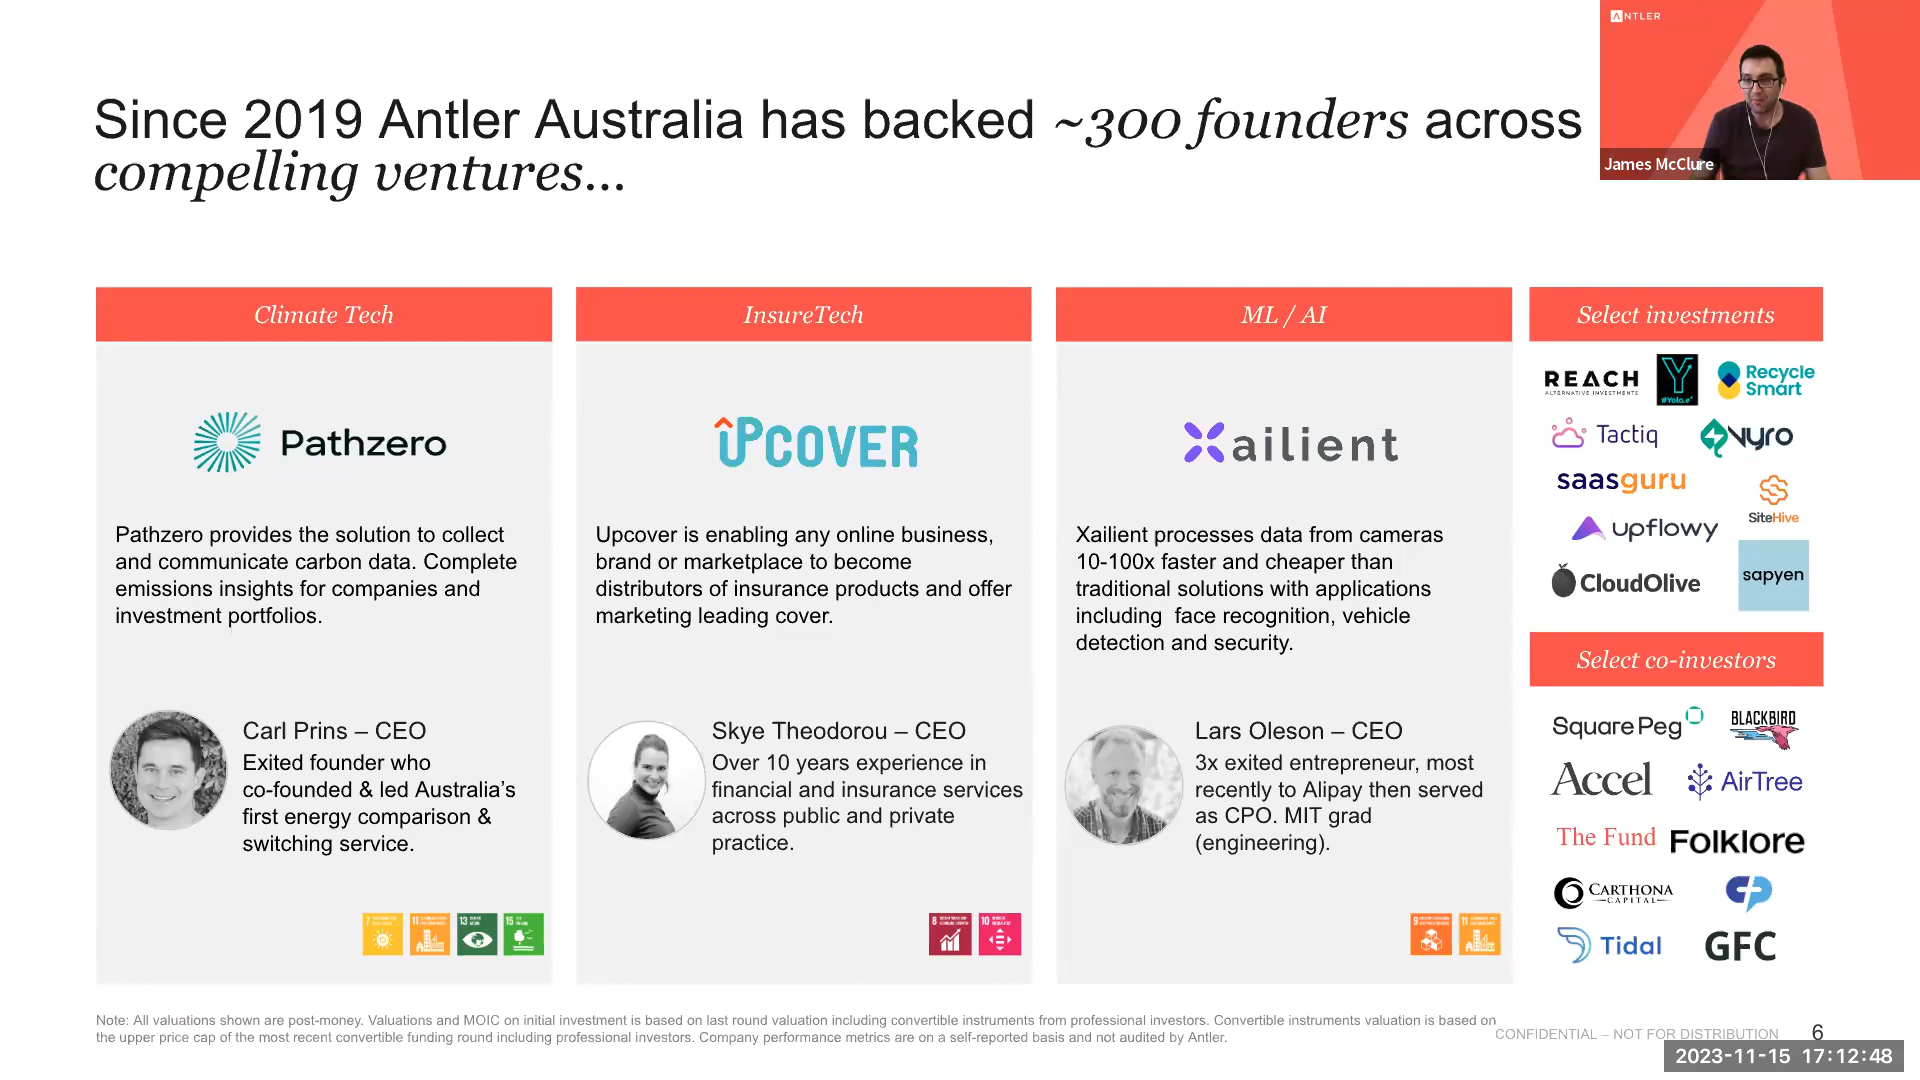 Since 2019 Antler Australia has backed ~300 founders across
compelling ventures...
ANTLER
James McClure
Climate Tech
Pathzero
Pathzero provides the solution to collect
and communicate carbon data. Complete
emissions insights for companies and
investment portfolios.
Carl Prins – CEO
Exited founder who
co-founded & led Australia's
first energy comparison &
switching service.
7
11
13
15
InsureTech
UPCOVER
Upcover is enabling any online business,
brand or marketplace to become
distributors of insurance products and offer
marketing leading cover.
Skye Theodorou – CEO
Over 10 years experience in
financial and insurance services
across public and private
practice.
8
10
ML / AI
Xailient
Xailient processes data from cameras
10-100x faster and cheaper than
traditional solutions with applications
including  face recognition, vehicle
detection and security.
Lars Oleson – CEO
3x exited entrepreneur, most
recently to Alipay then served
as CPO. MIT grad
(engineering).
9
11
Select investments
REACH
ALTERNATIVE INVESTMENTS
Recycle
Smart
Tactiq
Vyro
saasguru
SiteHive
upflowy
CloudOlive
sapyen
Select co-investors
Square Peg
BLACKBIRD
Accel
AirTree
The Fund
Folklore
CARTHONA
CAPITAL
Tidal
GFC
Note: All valuations shown are post-money. Valuations and MOIC on initial investment is based on last round valuation including convertible instruments from professional investors. Convertible instruments valuation is based on
the upper price cap of the most recent convertible funding round including professional investors. Company performance metrics are on a self-reported basis and not audited by Antler.
CONFIDENTIAL – NOT FOR DISTRIBUTION
6
2023-11-15 17:12:48